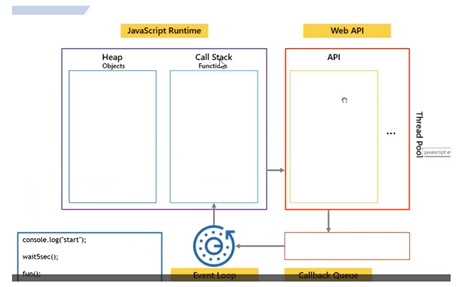 JavaScript Runtime
Web API
Heap
Objects
Call Stack
Functions
API
...
Thread Pool
console.log("start");
wait5sec();
fun();
Event Loop
Callback Queue